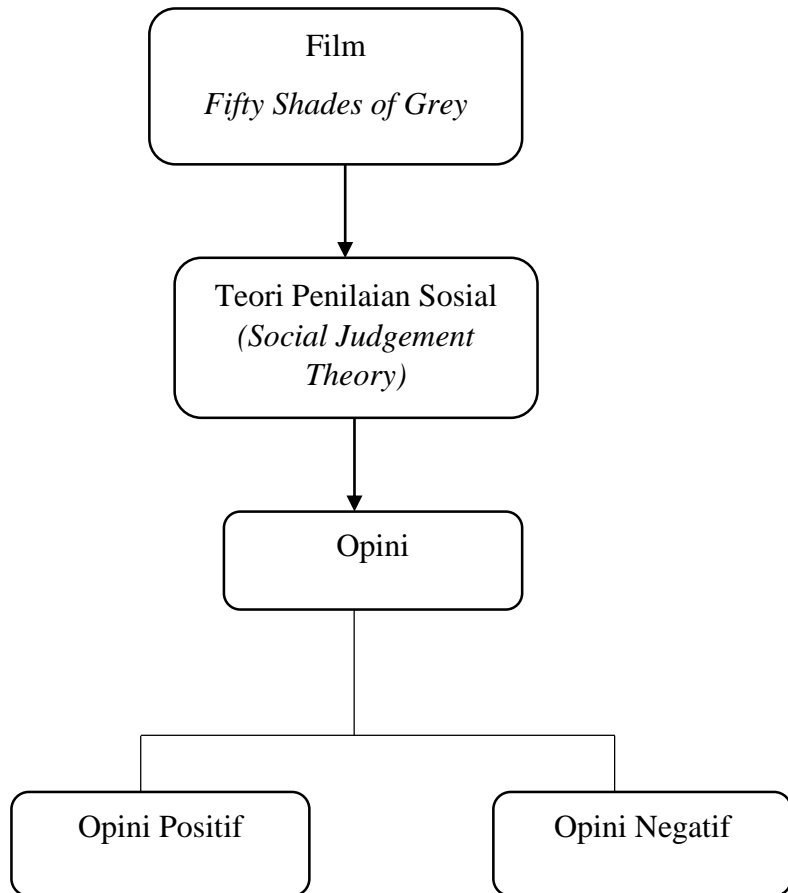 Film
Fifty Shades of Grey
Teori Penilaian Sosial
(Social Judgement
Theory)
Opini
Opini Positif
Opini Negatif